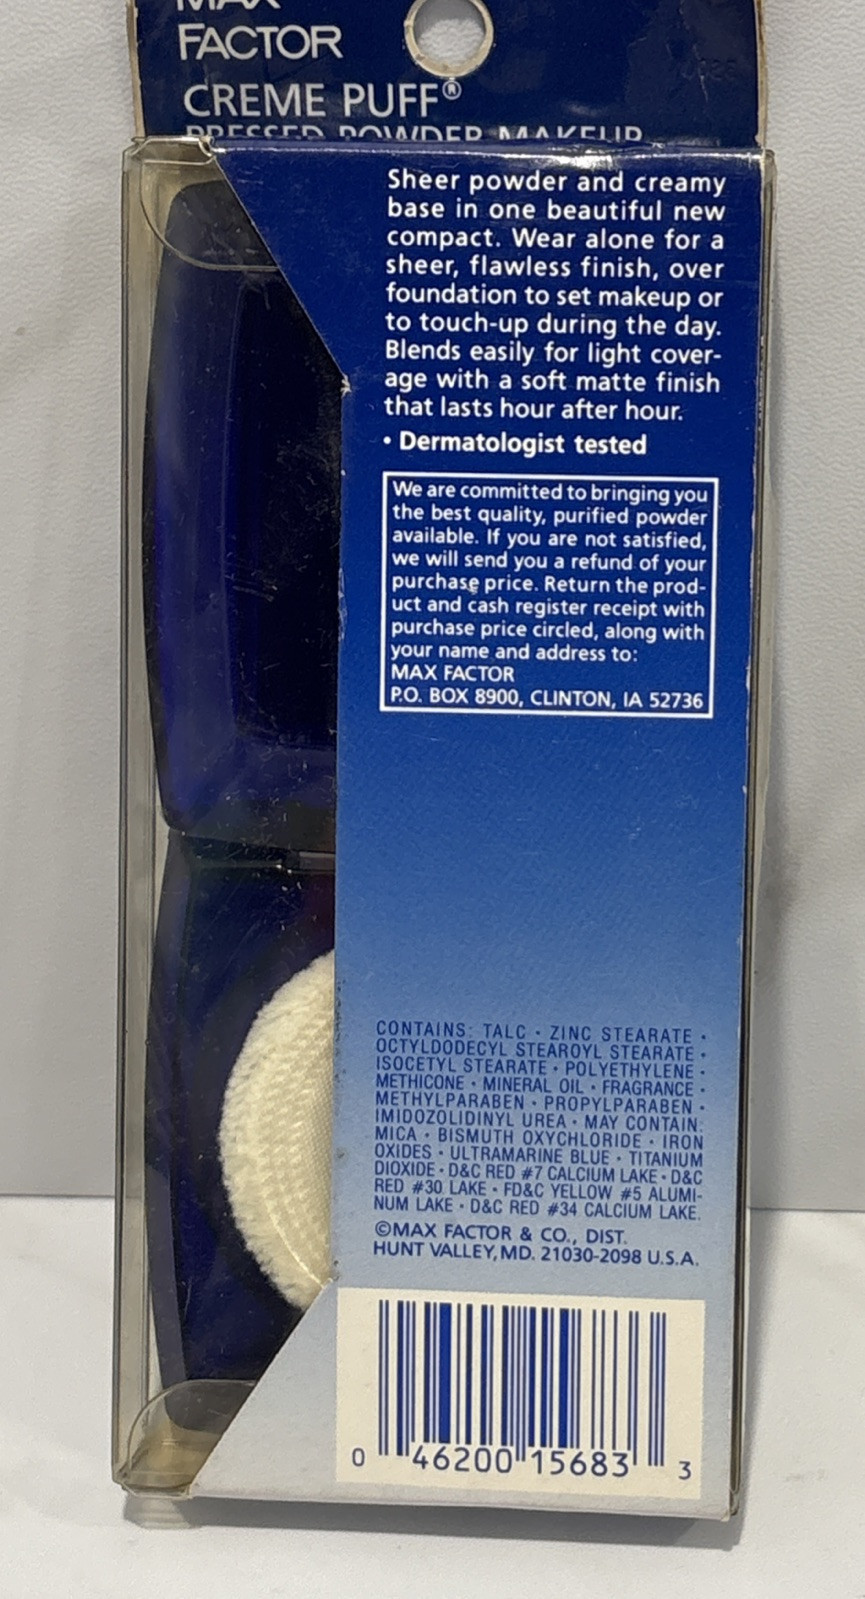 MAX
FACTOR
CREME PUFF®
PRESSED POWDER MAKEUP
Sheer powder and creamy
base in one beautiful new
compact. Wear alone for a
sheer, flawless finish, over
foundation to set makeup or
to touch-up during the day.
Blends easily for light cover-
age with a soft matte finish
that lasts hour after hour.
• Dermatologist tested
We are committed to bringing you
the best quality, purified powder
available. If you are not satisfied,
we will send you a refund of your
purchase price. Return the prod-
uct and cash register receipt with
purchase price circled, along with
your name and address to:
MAX FACTOR
P.O. BOX 8900, CLINTON, IA 52736
CONTAINS: TALC · ZINC STEARATE ·
OCTYLDODECYL STEAROYL STEARATE ·
ISOCETYL STEARATE · POLYETHYLENE ·
METHICONE · MINERAL OIL · FRAGRANCE ·
METHYLPARABEN · PROPYLPARABEN ·
IMIDOZOLIDINYL UREA · MAY CONTAIN:
MICA · BISMUTH OXYCHLORIDE · IRON
OXIDES · ULTRAMARINE BLUE · TITANIUM
DIOXIDE · D&C RED #7 CALCIUM LAKE · D&C
RED #30 LAKE · FD&C YELLOW #5 ALUMI-
NUM LAKE · D&C RED #34 CALCIUM LAKE.
©MAX FACTOR & CO., DIST.
HUNT VALLEY, MD. 21030-2098 U.S.A.
0 46200 15683 3